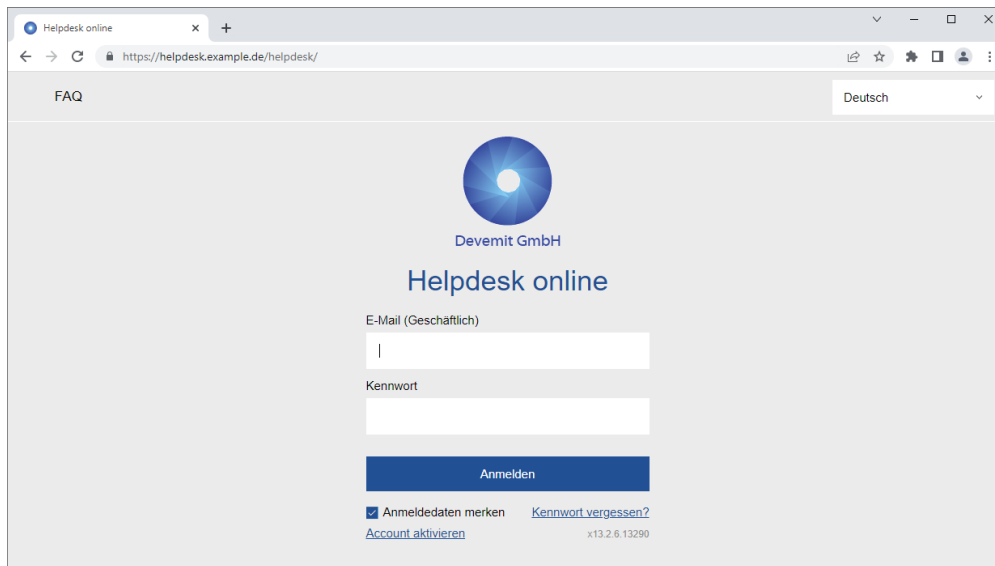 Helpdesk online
https://helpdesk.example.de/helpdesk/
FAQ
Deutsch
Devemit GmbH
Helpdesk online
E-Mail (Geschäftlich)
Kennwort
Anmelden
Anmeldedaten merken Kennwort vergessen?
Account aktivieren x13.2.6.13290